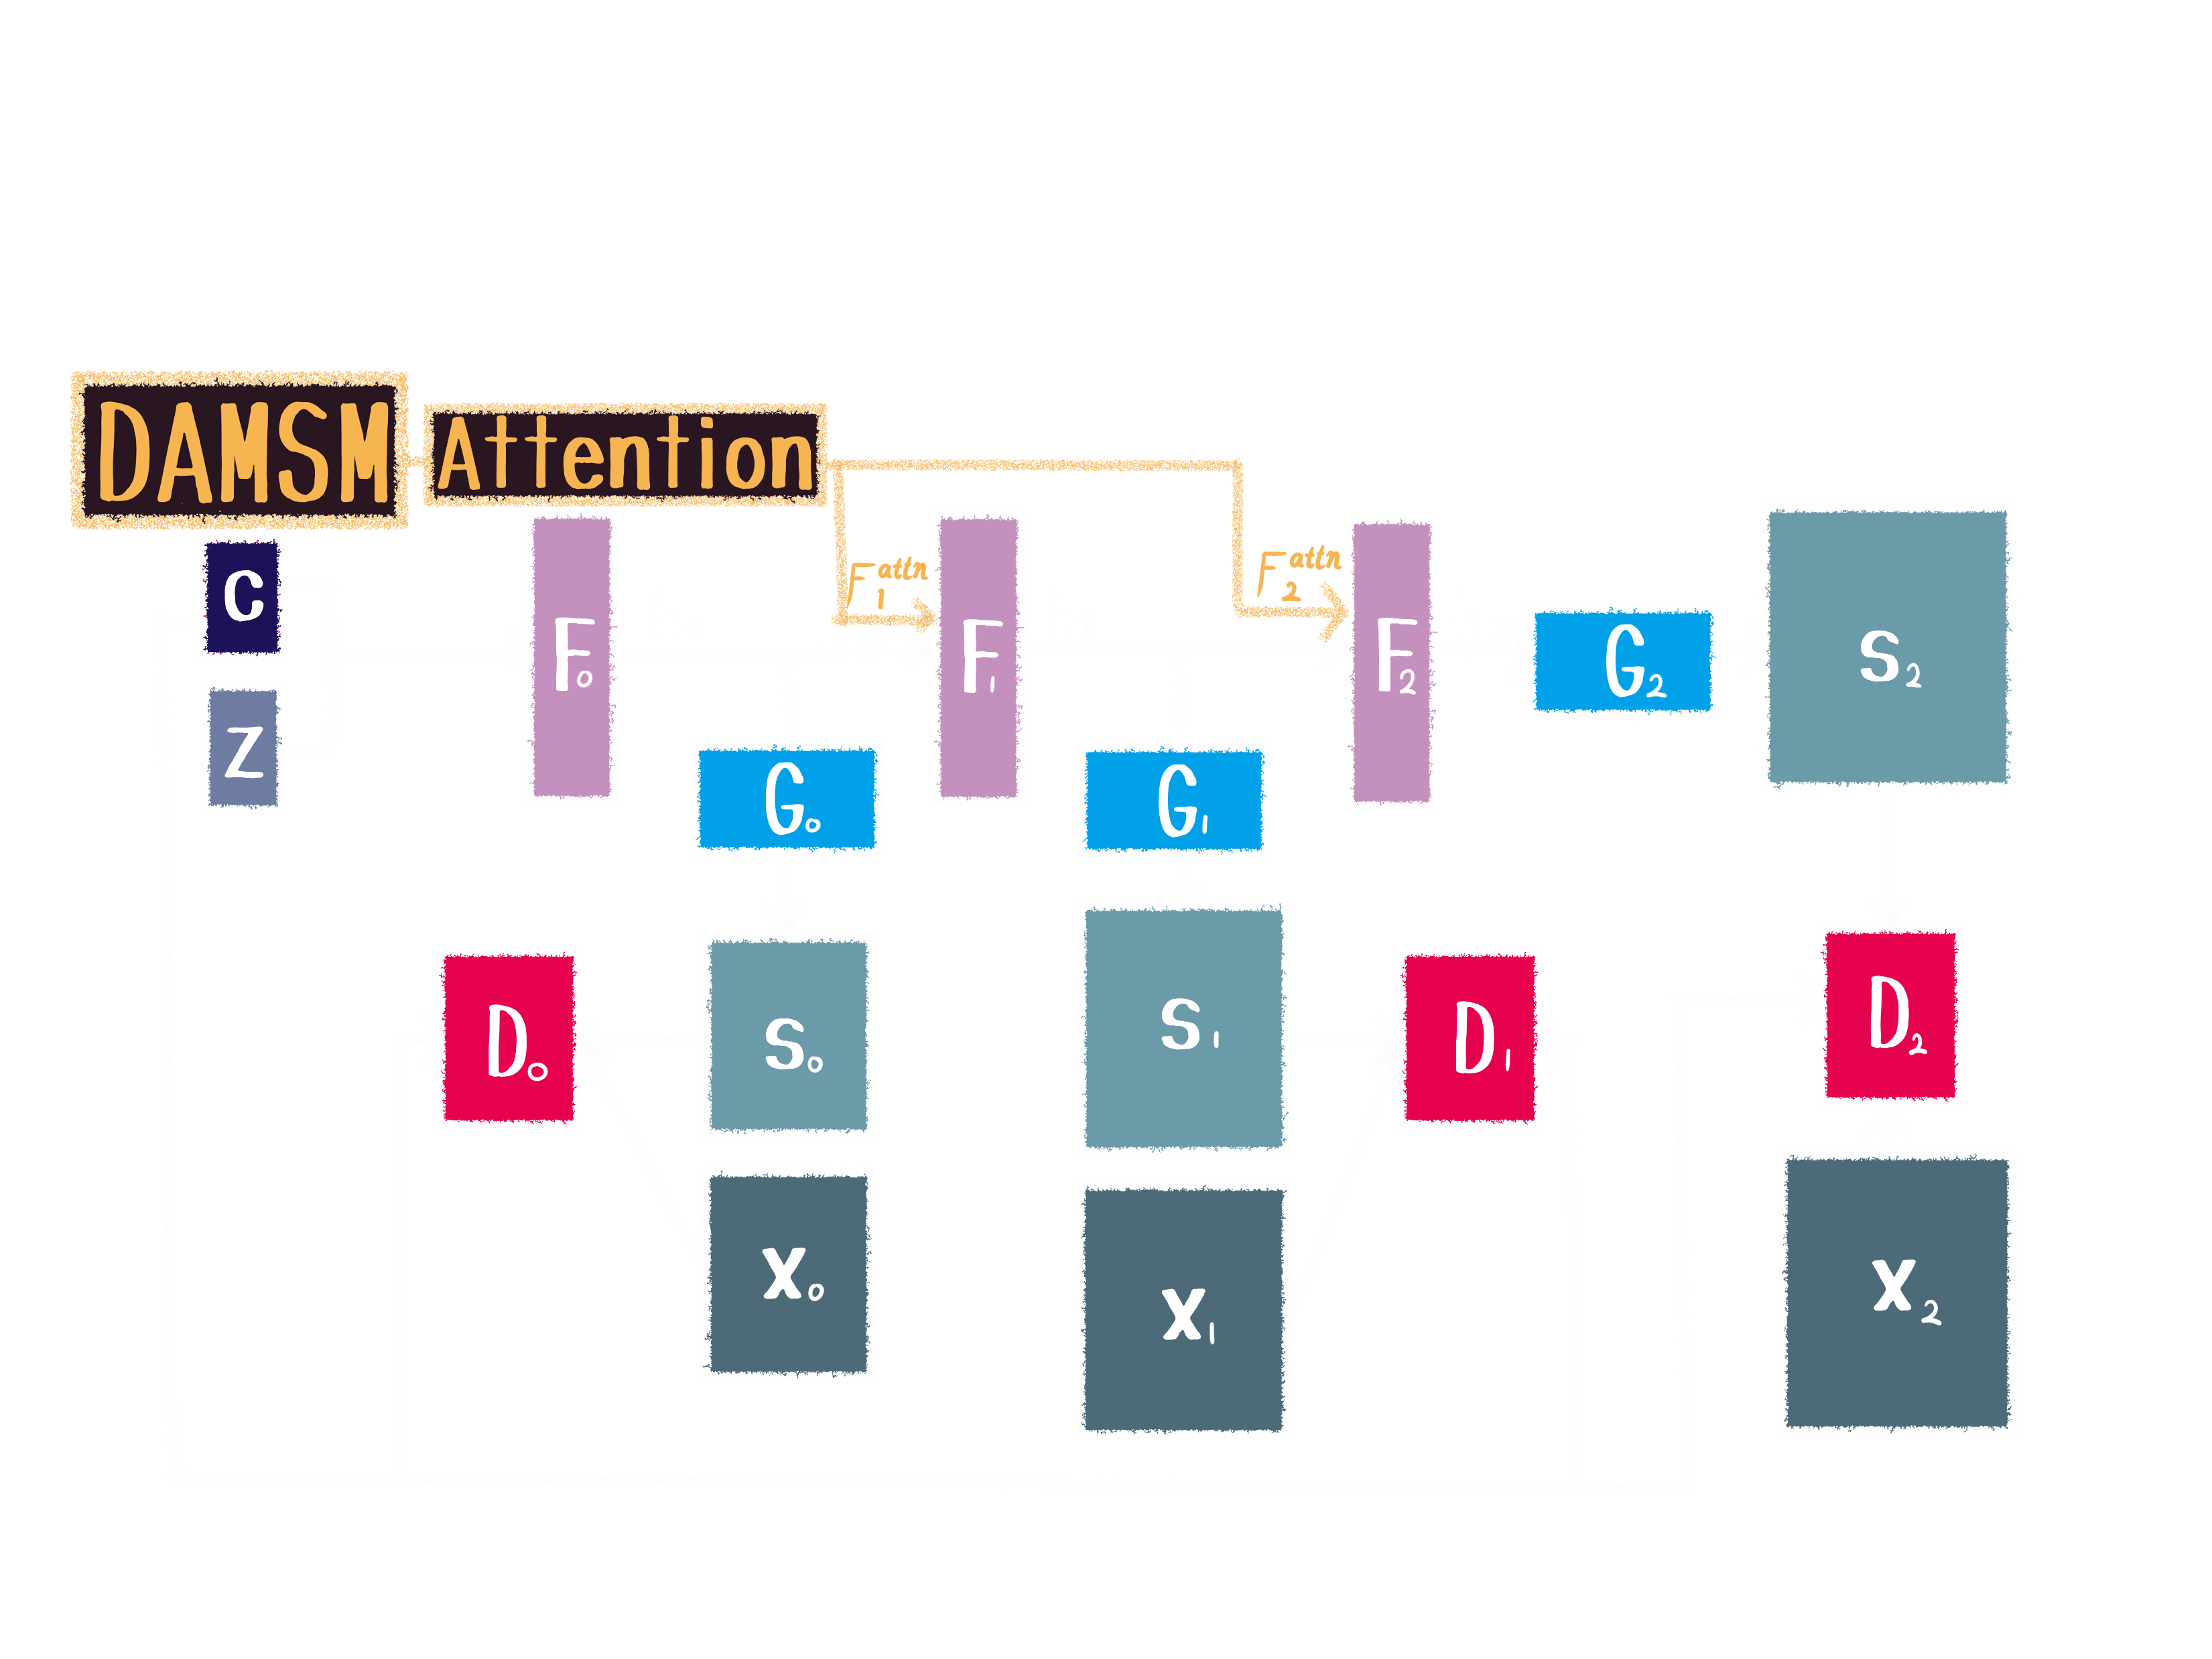 DAMSM
Attention
C
Z
F0
F1attn
F1
F2attn
F2
G2
S2
G0
G1
D0
S0
S1
D1
D2
X0
X1
X2